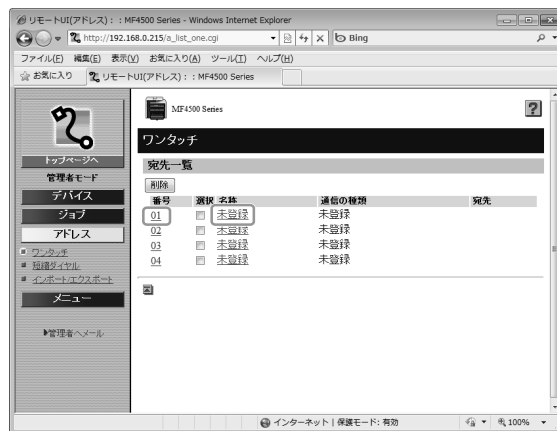 リモートUI(アドレス): : MF4500 Series - Windows Internet Explorer
http://192.168.0.215/a_list_one.cgi
Bing
ファイル(F) 編集(E) 表示(V) お気に入り(A) ツール(T) ヘルプ(H)
お気に入り リモートUI(アドレス): : MF4500 Series
MF4500 Series
?
トップページへ
管理者モード
デバイス
ジョブ
アドレス
ワンタッチ
短縮ダイヤル
インポート/エクスポート
メニュー
管理者へメール
ワンタッチ
宛先一覧
削除
番号 選択 名称 通信の種類 宛先
01 未登録 未登録
02 未登録 未登録
03 未登録 未登録
04 未登録 未登録
インターネット | 保護モード: 有効 100%